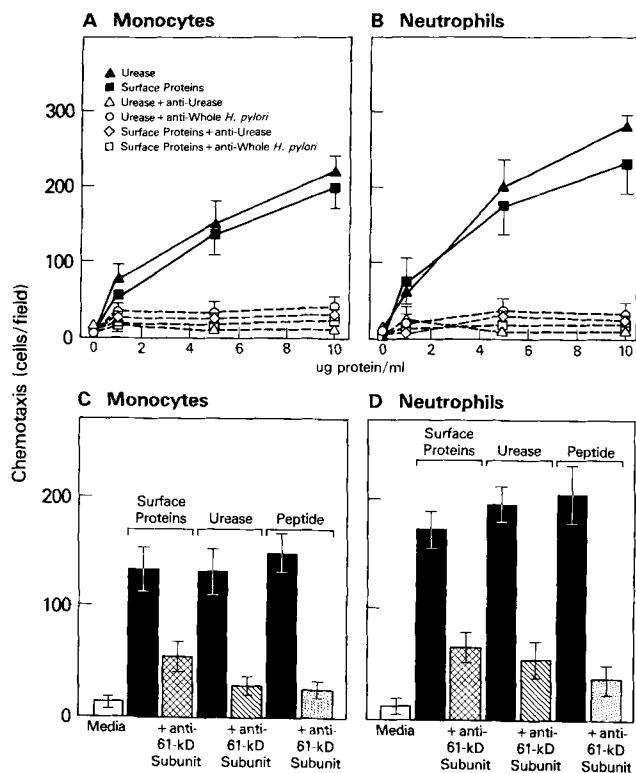 A Monocytes
B Neutrophils
Urease
Surface Proteins
Urease + anti-Urease
Urease + anti-Whole H. pylori
Surface Proteins + anti-Urease
Surface Proteins + anti-Whole H. pylori
300
200
100
0
0 2 4 6 8 10
0 2 4 6 8 10
ug protein/ml
Chemotaxis (cells/field)
C Monocytes
D Neutrophils
200
100
0
Surface
Proteins
Urease
Peptide
Surface
Proteins
Urease
Peptide
Media
+ anti-
61-kD
Subunit
+ anti-
61-kD
Subunit
+ anti-
61-kD
Subunit
Media
+ anti-
61-kD
Subunit
+ anti-
61-kD
Subunit
+ anti-
61-kD
Subunit